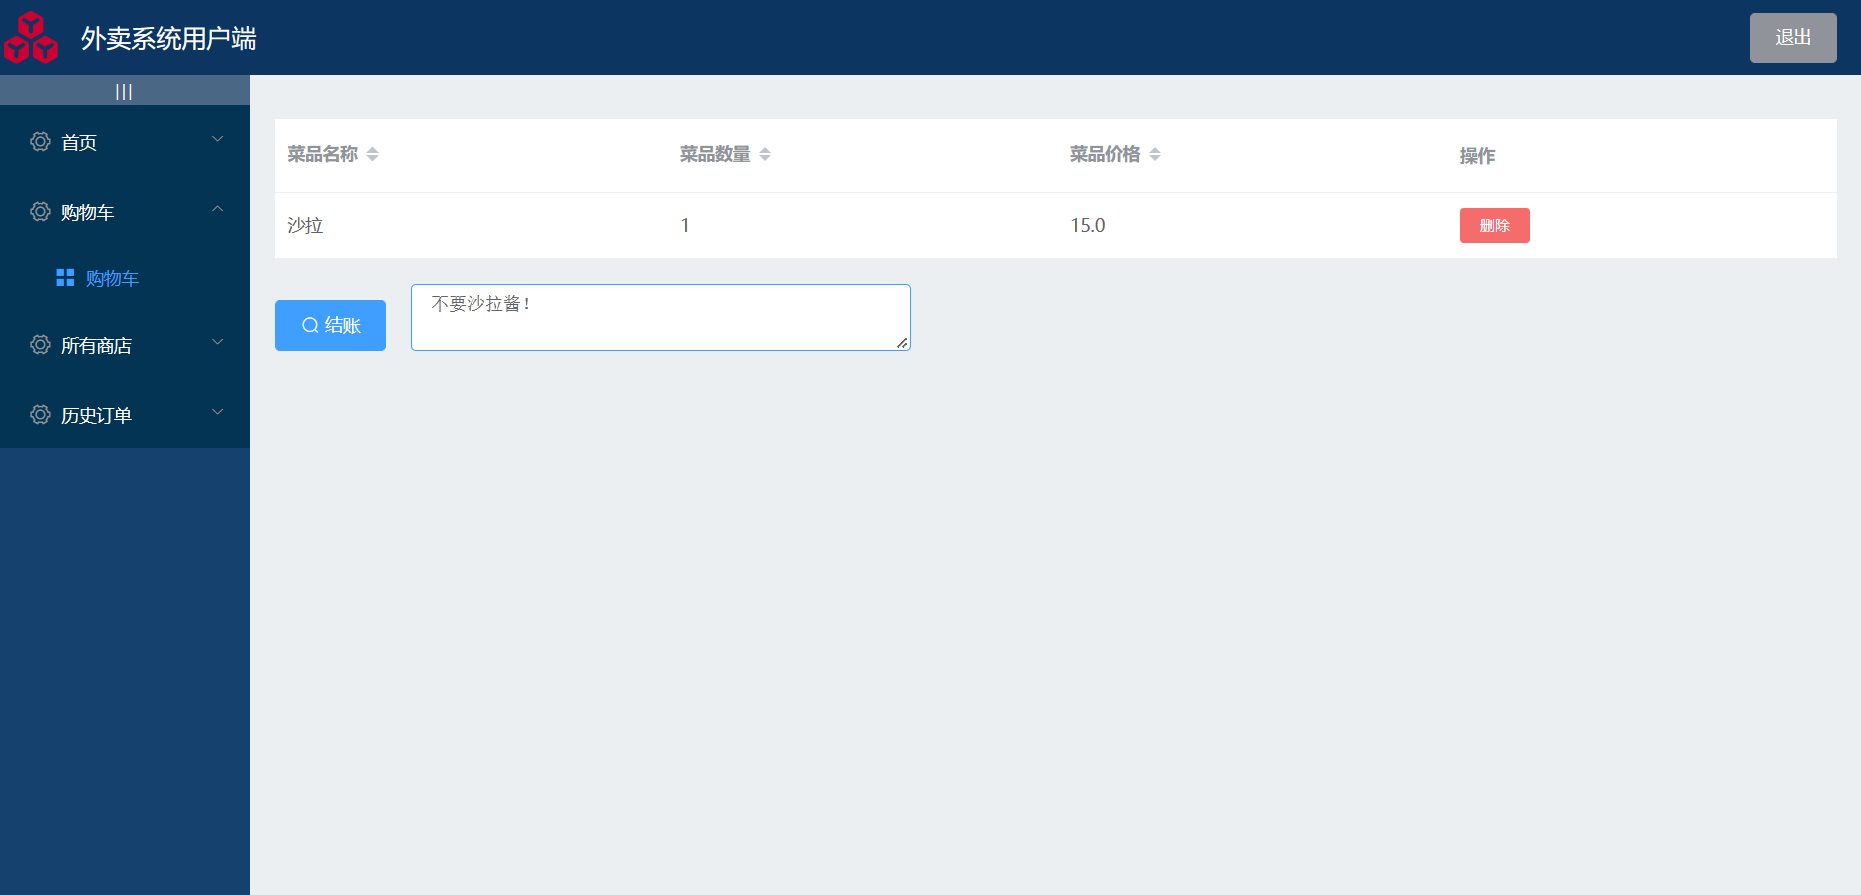 外卖系统用户端
退出
|||
首页
购物车
购物车
所有商店
历史订单
菜品名称 菜品数量 菜品价格 操作
沙拉 1 15.0 删除
结账
不要沙拉酱！